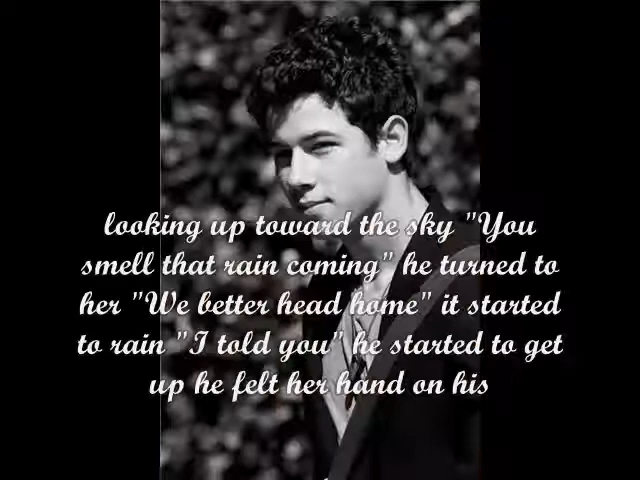 looking up toward the sky "You
smell that rain coming" he turned to
her "We better head home" it started
to rain "I told you" he started to get
up he felt her hand on his